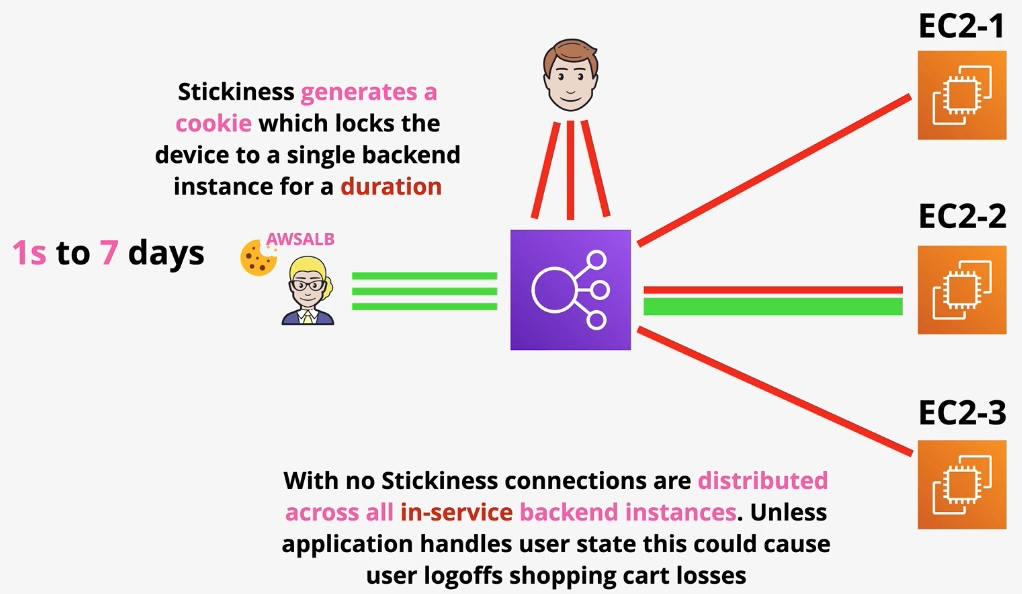 EC2-1
Stickiness generates a
cookie which locks the
device to a single backend
instance for a duration
EC2-2
1s to 7 days
AWSALB
EC2-3
With no Stickiness connections are distributed
across all in-service backend instances. Unless
application handles user state this could cause
user logoffs shopping cart losses